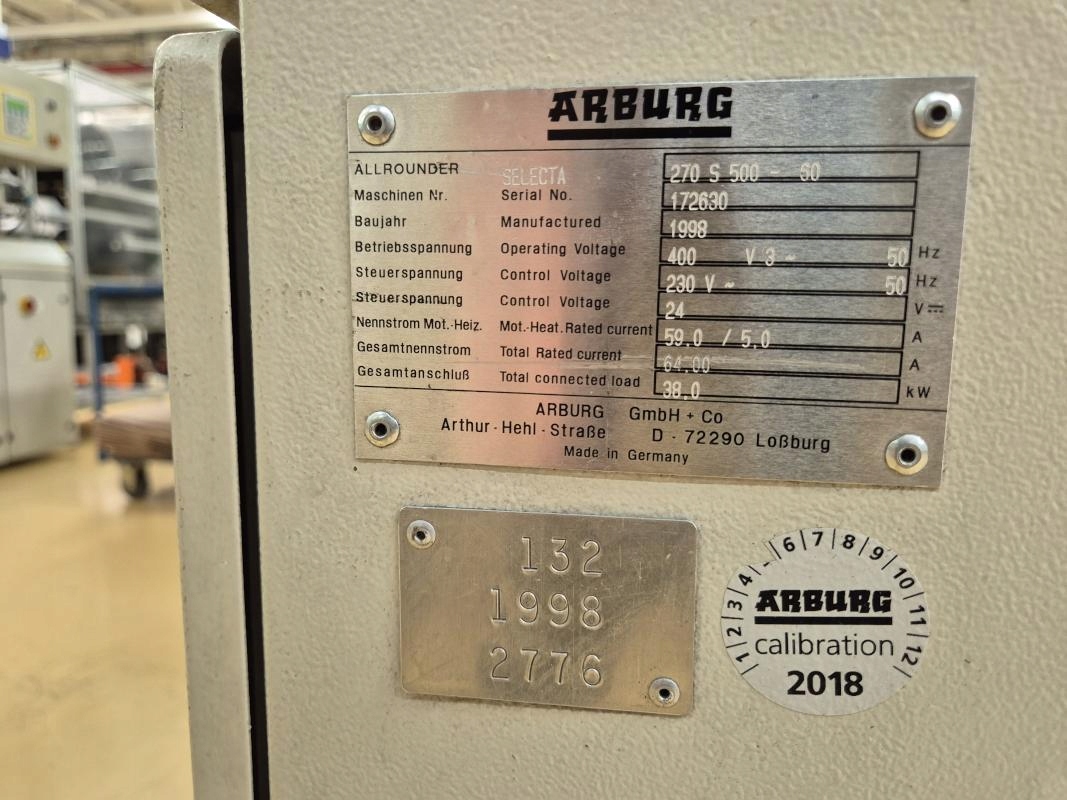 ARBURG
ALLROUNDER SELECTA 270 S 500 - 60
Maschinen Nr. Serial No. 172630
Baujahr Manufactured 1998
Betriebsspannung Operating Voltage 400 V 3 ~ 50 Hz
Steuerspannung Control Voltage 230 V ~ 50 Hz
Steuerspannung Control Voltage 24 V ⎓
Nennstrom Mot.-Heiz. Mot.-Heat. Rated current 59.0 / 5.0 A
Gesamtnennstrom Total Rated current 64.00 A
Gesamtanschluß Total connected load 38.0 kW
ARBURG GmbH + Co
Arthur - Hehl - Straße D - 72290 Loßburg
Made in Germany
132
1998
2776
1 2 3 4 6 7 8 9 10 11 12
ARBURG
calibration
2018